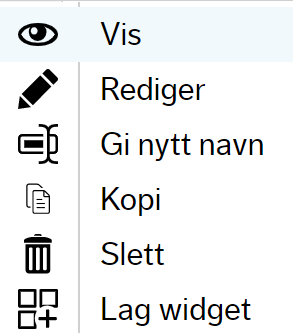 Vis
Rediger
Gi nytt navn
Kopi
Slett
Lag widget